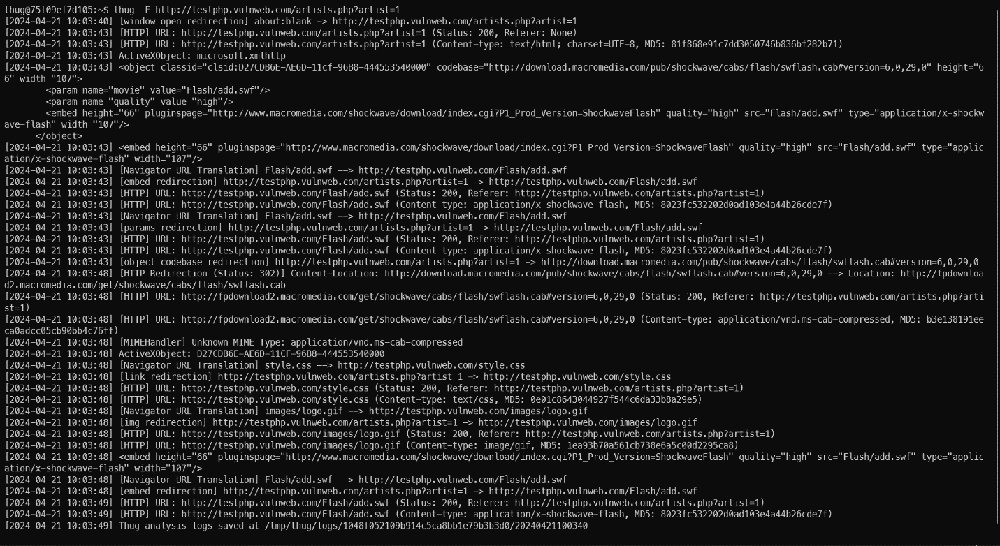 thug@75f09ef7d105:~$ thug -F http://testphp.vulnweb.com/artists.php?artist=1
[2024-04-21 10:03:40] [window open redirection] about:blank -> http://testphp.vulnweb.com/artists.php?artist=1
[2024-04-21 10:03:43] [HTTP] URL: http://testphp.vulnweb.com/artists.php?artist=1 (Status: 200, Referer: None)
[2024-04-21 10:03:43] [HTTP] URL: http://testphp.vulnweb.com/artists.php?artist=1 (Content-type: text/html; charset=UTF-8, MD5: 81f868e91c7dd3050746b836bf282b71)
[2024-04-21 10:03:43] ActiveXObject: microsoft.xmlhttp
[2024-04-21 10:03:43] <object classid="clsid:D27CDB6E-AE6D-11cf-96B8-444553540000" codebase="http://download.macromedia.com/pub/shockwave/cabs/flash/swflash.cab#version=6,0,29,0" height="6
6" width="107">
        <param name="movie" value="Flash/add.swf"/>
        <param name="quality" value="high"/>
        <embed height="66" pluginspage="http://www.macromedia.com/shockwave/download/index.cgi?P1_Prod_Version=ShockwaveFlash" quality="high" src="Flash/add.swf" type="application/x-shockw
ave-flash" width="107"/>
      </object>
[2024-04-21 10:03:43] <embed height="66" pluginspage="http://www.macromedia.com/shockwave/download/index.cgi?P1_Prod_Version=ShockwaveFlash" quality="high" src="Flash/add.swf" type="applic
ation/x-shockwave-flash" width="107"/>
[2024-04-21 10:03:43] [Navigator URL Translation] Flash/add.swf --> http://testphp.vulnweb.com/Flash/add.swf
[2024-04-21 10:03:43] [embed redirection] http://testphp.vulnweb.com/artists.php?artist=1 -> http://testphp.vulnweb.com/Flash/add.swf
[2024-04-21 10:03:43] [HTTP] URL: http://testphp.vulnweb.com/Flash/add.swf (Status: 200, Referer: http://testphp.vulnweb.com/artists.php?artist=1)
[2024-04-21 10:03:43] [HTTP] URL: http://testphp.vulnweb.com/Flash/add.swf (Content-type: application/x-shockwave-flash, MD5: 8023fc532202d0ad103e4a44b26cde7f)
[2024-04-21 10:03:43] [Navigator URL Translation] Flash/add.swf --> http://testphp.vulnweb.com/Flash/add.swf
[2024-04-21 10:03:43] [params redirection] http://testphp.vulnweb.com/artists.php?artist=1 -> http://testphp.vulnweb.com/Flash/add.swf
[2024-04-21 10:03:43] [HTTP] URL: http://testphp.vulnweb.com/Flash/add.swf (Status: 200, Referer: http://testphp.vulnweb.com/artists.php?artist=1)
[2024-04-21 10:03:43] [HTTP] URL: http://testphp.vulnweb.com/Flash/add.swf (Content-type: application/x-shockwave-flash, MD5: 8023fc532202d0ad103e4a44b26cde7f)
[2024-04-21 10:03:43] [object codebase redirection] http://testphp.vulnweb.com/artists.php?artist=1 -> http://download.macromedia.com/pub/shockwave/cabs/flash/swflash.cab#version=6,0,29,0
[2024-04-21 10:03:48] [HTTP Redirection (Status: 302)] Content-Location: http://download.macromedia.com/pub/shockwave/cabs/flash/swflash.cab#version=6,0,29,0 --> Location: http://fpdownloa
d2.macromedia.com/get/shockwave/cabs/flash/swflash.cab
[2024-04-21 10:03:48] [HTTP] URL: http://fpdownload2.macromedia.com/get/shockwave/cabs/flash/swflash.cab#version=6,0,29,0 (Status: 200, Referer: http://testphp.vulnweb.com/artists.php?arti
st=1)
[2024-04-21 10:03:48] [HTTP] URL: http://fpdownload2.macromedia.com/get/shockwave/cabs/flash/swflash.cab#version=6,0,29,0 (Content-type: application/vnd.ms-cab-compressed, MD5: b3e138191ee
ca0adcc05cb90bb4c76ff)
[2024-04-21 10:03:48] [MIMEHandler] Unknown MIME Type: application/vnd.ms-cab-compressed
[2024-04-21 10:03:48] ActiveXObject: D27CDB6E-AE6D-11CF-96B8-444553540000
[2024-04-21 10:03:48] [Navigator URL Translation] style.css --> http://testphp.vulnweb.com/style.css
[2024-04-21 10:03:48] [link redirection] http://testphp.vulnweb.com/artists.php?artist=1 -> http://testphp.vulnweb.com/style.css
[2024-04-21 10:03:48] [HTTP] URL: http://testphp.vulnweb.com/style.css (Status: 200, Referer: http://testphp.vulnweb.com/artists.php?artist=1)
[2024-04-21 10:03:48] [HTTP] URL: http://testphp.vulnweb.com/style.css (Content-type: text/css, MD5: 0e01c8643044927f544c6da33b8a29e5)
[2024-04-21 10:03:48] [Navigator URL Translation] images/logo.gif --> http://testphp.vulnweb.com/images/logo.gif
[2024-04-21 10:03:48] [img redirection] http://testphp.vulnweb.com/artists.php?artist=1 -> http://testphp.vulnweb.com/images/logo.gif
[2024-04-21 10:03:48] [HTTP] URL: http://testphp.vulnweb.com/images/logo.gif (Status: 200, Referer: http://testphp.vulnweb.com/artists.php?artist=1)
[2024-04-21 10:03:48] [HTTP] URL: http://testphp.vulnweb.com/images/logo.gif (Content-type: image/gif, MD5: 1ea93b70a561cb738e6a5c00d2295ca8)
[2024-04-21 10:03:48] <embed height="66" pluginspage="http://www.macromedia.com/shockwave/download/index.cgi?P1_Prod_Version=ShockwaveFlash" quality="high" src="Flash/add.swf" type="applic
ation/x-shockwave-flash" width="107"/>
[2024-04-21 10:03:48] [Navigator URL Translation] Flash/add.swf --> http://testphp.vulnweb.com/Flash/add.swf
[2024-04-21 10:03:48] [embed redirection] http://testphp.vulnweb.com/artists.php?artist=1 -> http://testphp.vulnweb.com/Flash/add.swf
[2024-04-21 10:03:49] [HTTP] URL: http://testphp.vulnweb.com/Flash/add.swf (Status: 200, Referer: http://testphp.vulnweb.com/artists.php?artist=1)
[2024-04-21 10:03:49] [HTTP] URL: http://testphp.vulnweb.com/Flash/add.swf (Content-type: application/x-shockwave-flash, MD5: 8023fc532202d0ad103e4a44b26cde7f)
[2024-04-21 10:03:49] Thug analysis logs saved at /tmp/thug/logs/1048f052109b914c5ca8bb1e79b3b3d0/20240421100340